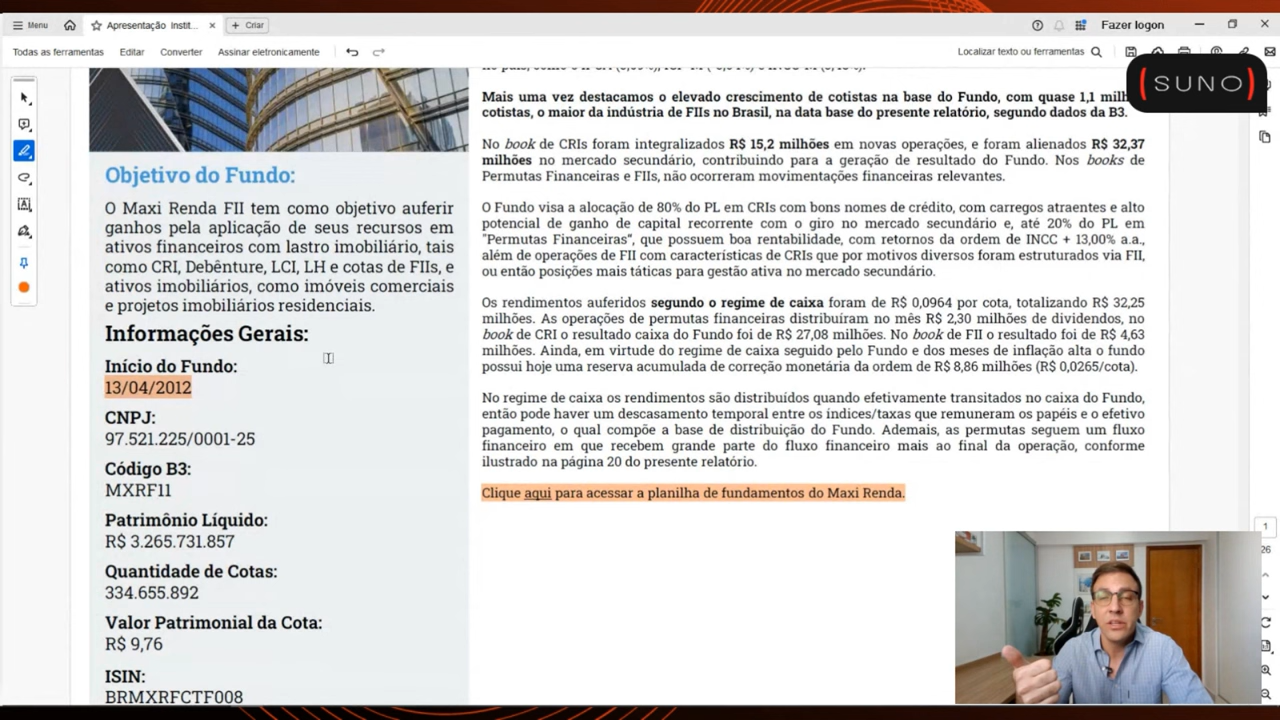 Menu
Apresentação Instit...
Criar
Fazer logon
Todas as ferramentas
Editar
Converter
Assinar eletronicamente
Localizar texto ou ferramentas
(SUNO)
Mais uma vez destacamos o elevado crescimento de cotistas na base do Fundo, com quase 1,1
cotistas, o maior da indústria de FIIs no Brasil, na data base do presente relatório, segundo dados da B3.
No book de CRIs foram integralizados R$ 15,2 milhões em novas operações, e foram alienados R$ 32,37
milhões no mercado secundário, contribuindo para a geração de resultado do Fundo. Nos books de
Permutas Financeiras e FIIs, não ocorreram movimentações financeiras relevantes.
O Fundo visa a alocação de 80% do PL em CRIs com bons nomes de crédito, com carregos atraentes e alto
potencial de ganho de capital recorrente com o giro no mercado secundário e, até 20% do PL em
"Permutas Financeiras", que possuem boa rentabilidade, com retornos da ordem de INCC + 13,00% a.a.,
além de operações de FII com características de CRIs que por motivos diversos foram estruturados via FII,
ou então posições mais táticas para gestão ativa no mercado secundário.
Os rendimentos auferidos segundo o regime de caixa foram de R$ 0,0964 por cota, totalizando R$ 32,25
milhões. As operações de permutas financeiras distribuíram no mês R$ 2,30 milhões de dividendos, no
book de CRI o resultado caixa do Fundo foi de R$ 27,08 milhões. No book de FII o resultado foi de R$ 4,63
milhões. Ainda, em virtude do regime de caixa seguido pelo Fundo e dos meses de inflação alta o fundo
possui hoje uma reserva acumulada de correção monetária da ordem de R$ 8,86 milhões (R$ 0,0265/cota).
No regime de caixa os rendimentos são distribuídos quando efetivamente transitados no caixa do Fundo,
então pode haver um descasamento temporal entre os índices/taxas que remuneram os papéis e o efetivo
pagamento, o qual compõe a base de distribuição do Fundo. Ademais, as permutas seguem um fluxo
financeiro em que recebem grande parte do fluxo financeiro mais ao final da operação, conforme
ilustrado na página 20 do presente relatório.
Clique aqui para acessar a planilha de fundamentos do Maxi Renda.
Objetivo do Fundo:
O Maxi Renda FII tem como objetivo auferir
ganhos pela aplicação de seus recursos em
ativos financeiros com lastro imobiliário, tais
como CRI, Debênture, LCI, LH e cotas de FIIs, e
ativos imobiliários, como imóveis comerciais
e projetos imobiliários residenciais.
Informações Gerais:
Início do Fundo:
13/04/2012
CNPJ:
97.521.225/0001-25
Código B3:
MXRF11
Patrimônio Líquido:
R$ 3.265.731.857
Quantidade de Cotas:
334.655.892
Valor Patrimonial da Cota:
R$ 9,76
ISIN:
BRMXRFCTF008
1
26